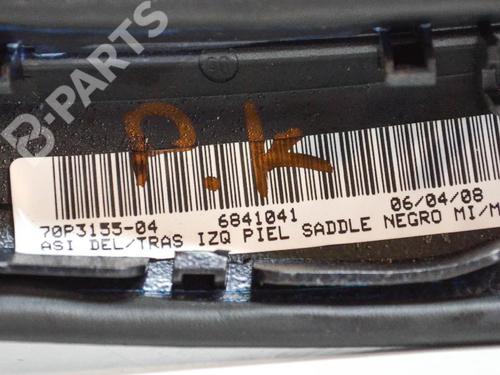 B-PARTS
P.K
70P3155-04 6841041 06/04/08
ASI DEL/TRAS IZQ PIEL SADDLE NEGRO MI/M